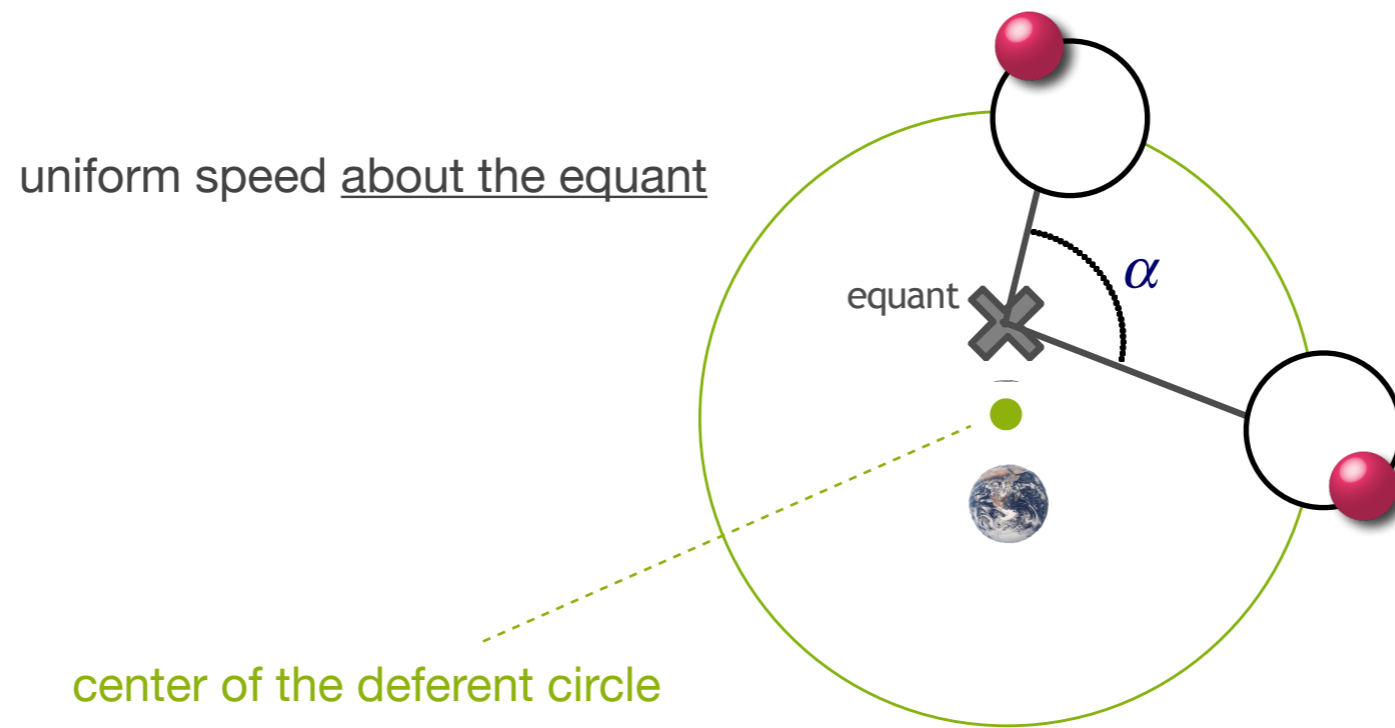 uniform speed about the equant
equant
α
center of the deferent circle